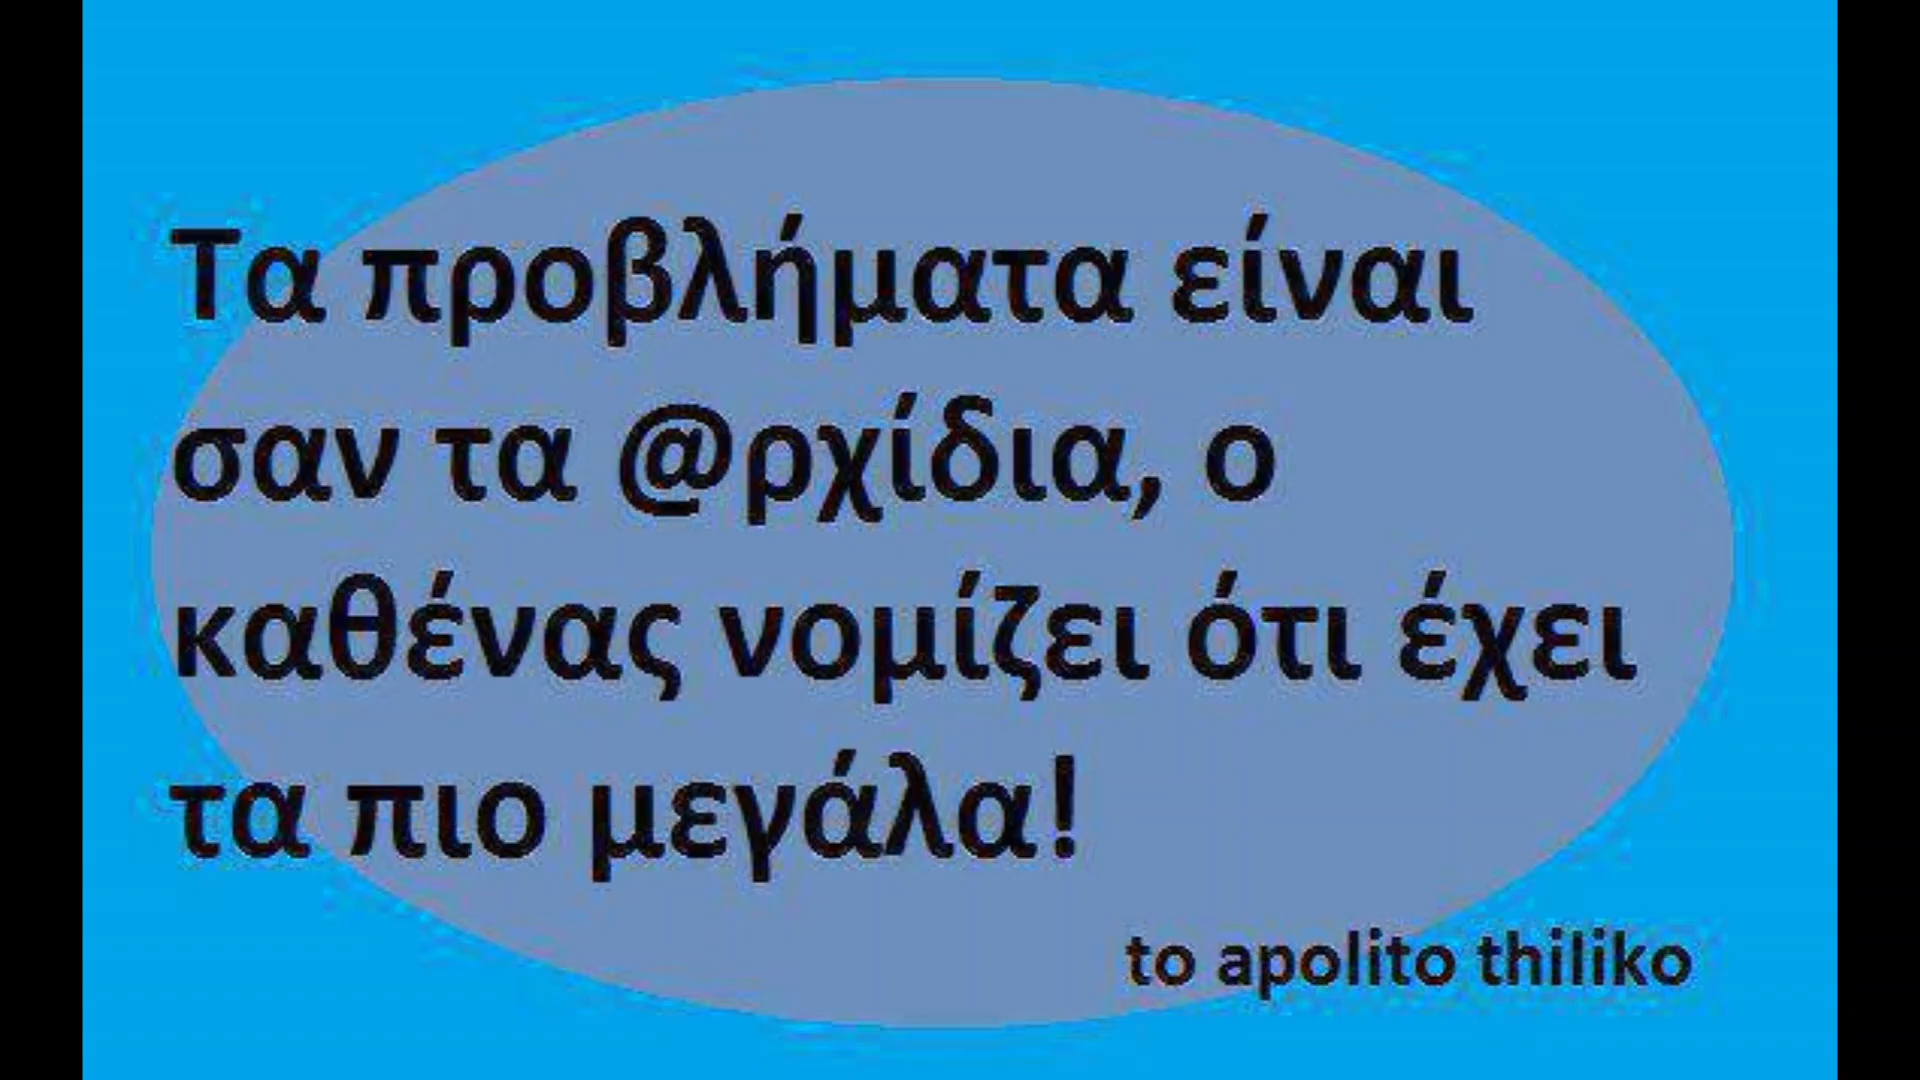 Τα προβλήματα είναι
σαν τα @ρχίδια, ο
καθένας νομίζει ότι έχει
τα πιο μεγάλα!
to apolito thiliko